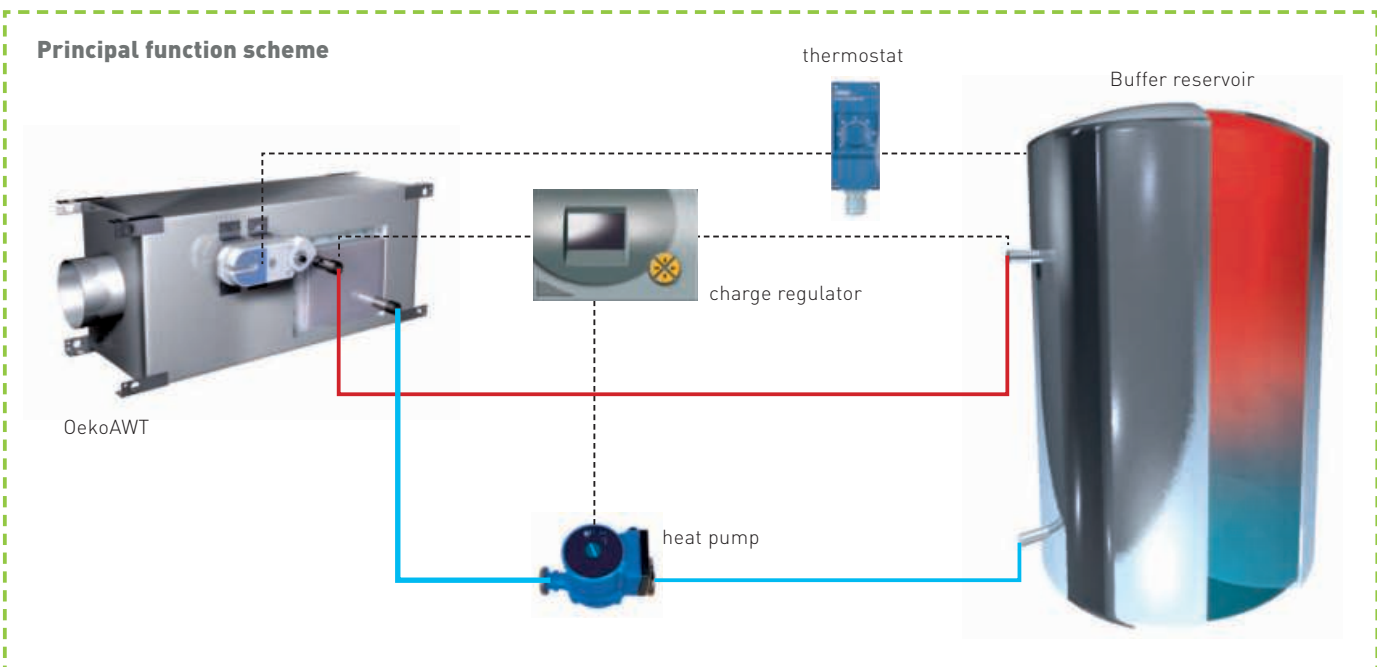 Principal function scheme
thermostat
Buffer reservoir
charge regulator
OekoAWT
heat pump